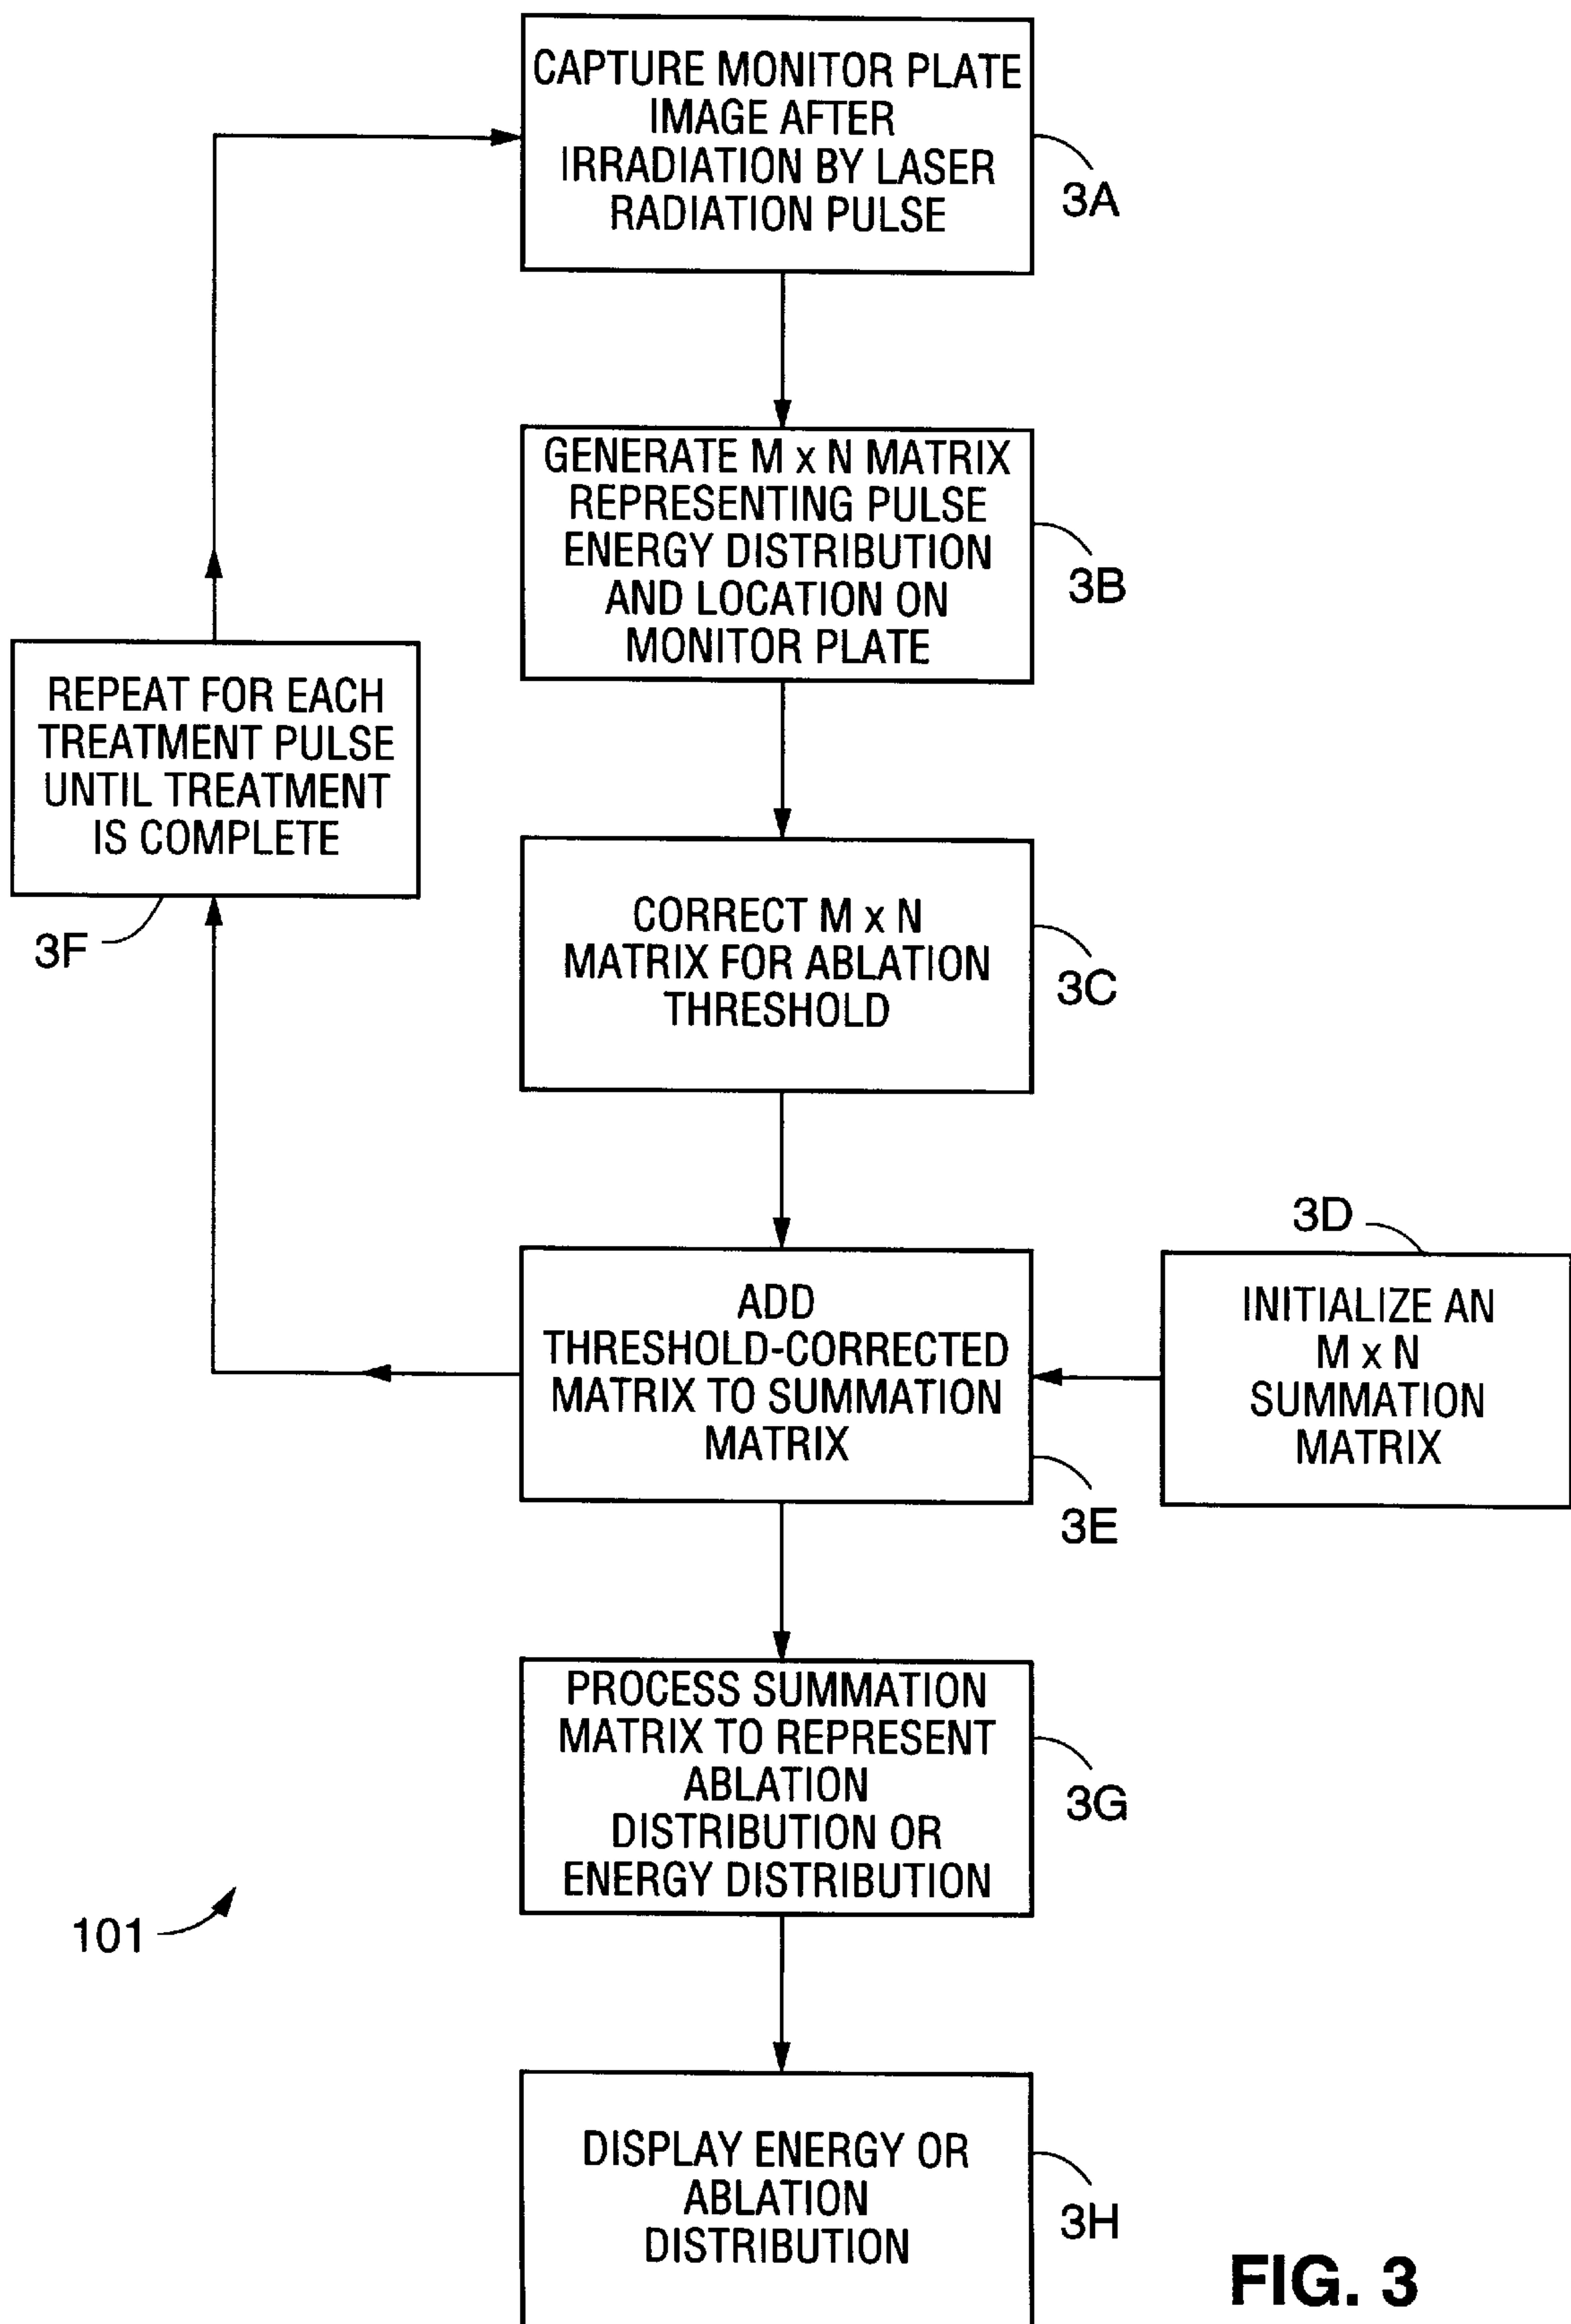 CAPTURE MONITOR PLATE
IMAGE AFTER
IRRADIATION BY LASER
RADIATION PULSE
3A
GENERATE M x N MATRIX
REPRESENTING PULSE
ENERGY DISTRIBUTION
AND LOCATION ON
MONITOR PLATE
3B
REPEAT FOR EACH
TREATMENT PULSE
UNTIL TREATMENT
IS COMPLETE
3F
CORRECT M x N
MATRIX FOR ABLATION
THRESHOLD
3C
3D
INITIALIZE AN
M x N
SUMMATION
MATRIX
ADD
THRESHOLD-CORRECTED
MATRIX TO SUMMATION
MATRIX
3E
PROCESS SUMMATION
MATRIX TO REPRESENT
ABLATION
DISTRIBUTION OR
ENERGY DISTRIBUTION
3G
101
DISPLAY ENERGY OR
ABLATION
DISTRIBUTION
3H
FIG. 3